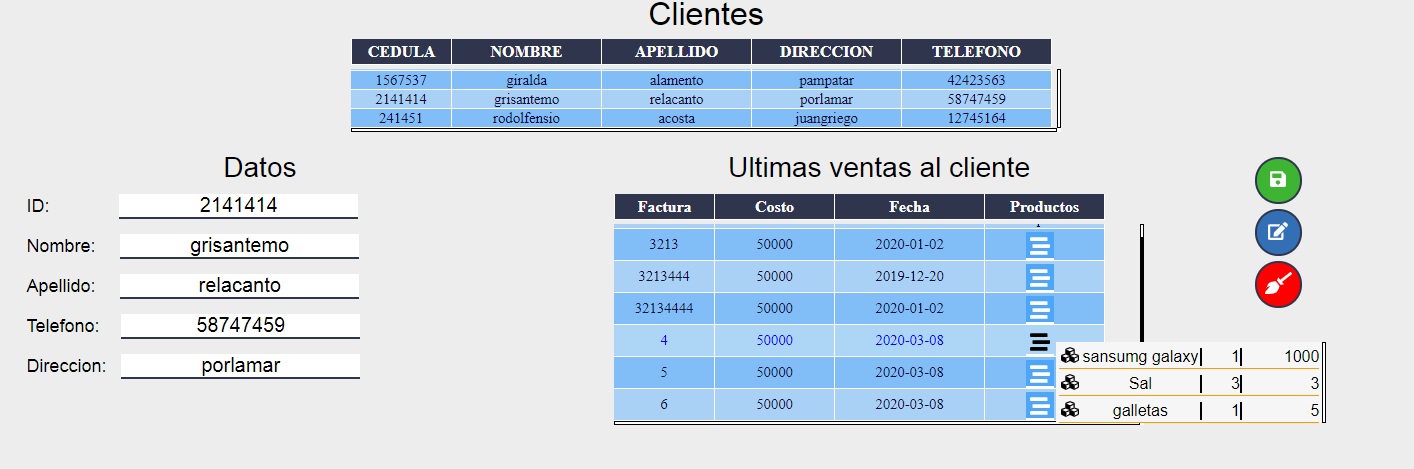 Clientes
CEDULA NOMBRE APELLIDO DIRECCION TELEFONO
1567537 giralda alamento pampatar 42423563
2141414 grisantemo relacanto porlamar 58747459
241451 rodolfensio acosta juangriego 12745164
Datos
ID: 2141414
Nombre: grisantemo
Apellido: relacanto
Telefono: 58747459
Direccion: porlamar
Ultimas ventas al cliente
Factura Costo Fecha Productos
3213 50000 2020-01-02
3213444 50000 2019-12-20
32134444 50000 2020-01-02
4 50000 2020-03-08
5 50000 2020-03-08
6 50000 2020-03-08
sansumg galaxy 1 1000
Sal 3 3
galletas 1 5